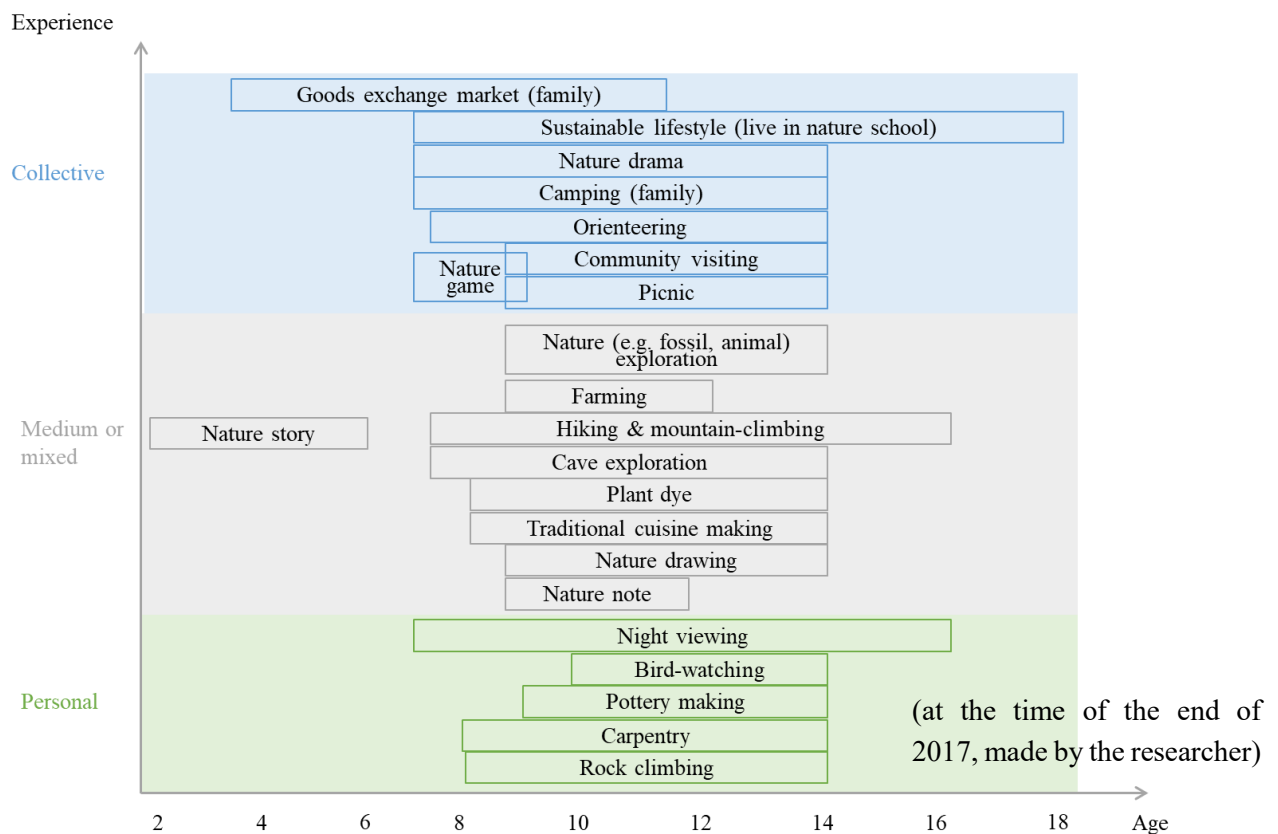 Experience
Goods exchange market (family)
Sustainable lifestyle (live in nature school)
Collective
Nature drama
Camping (family)
Orienteering
Community visiting
Nature
game
Picnic
Nature (e.g. fossil, animal)
exploration
Farming
Medium or
mixed
Nature story
Hiking & mountain-climbing
Cave exploration
Plant dye
Traditional cuisine making
Nature drawing
Nature note
Night viewing
Bird-watching
Personal
Pottery making
Carpentry
Rock climbing
(at the time of the end of
2017, made by the researcher)
2 4 6 8 10 12 14 16 18 Age